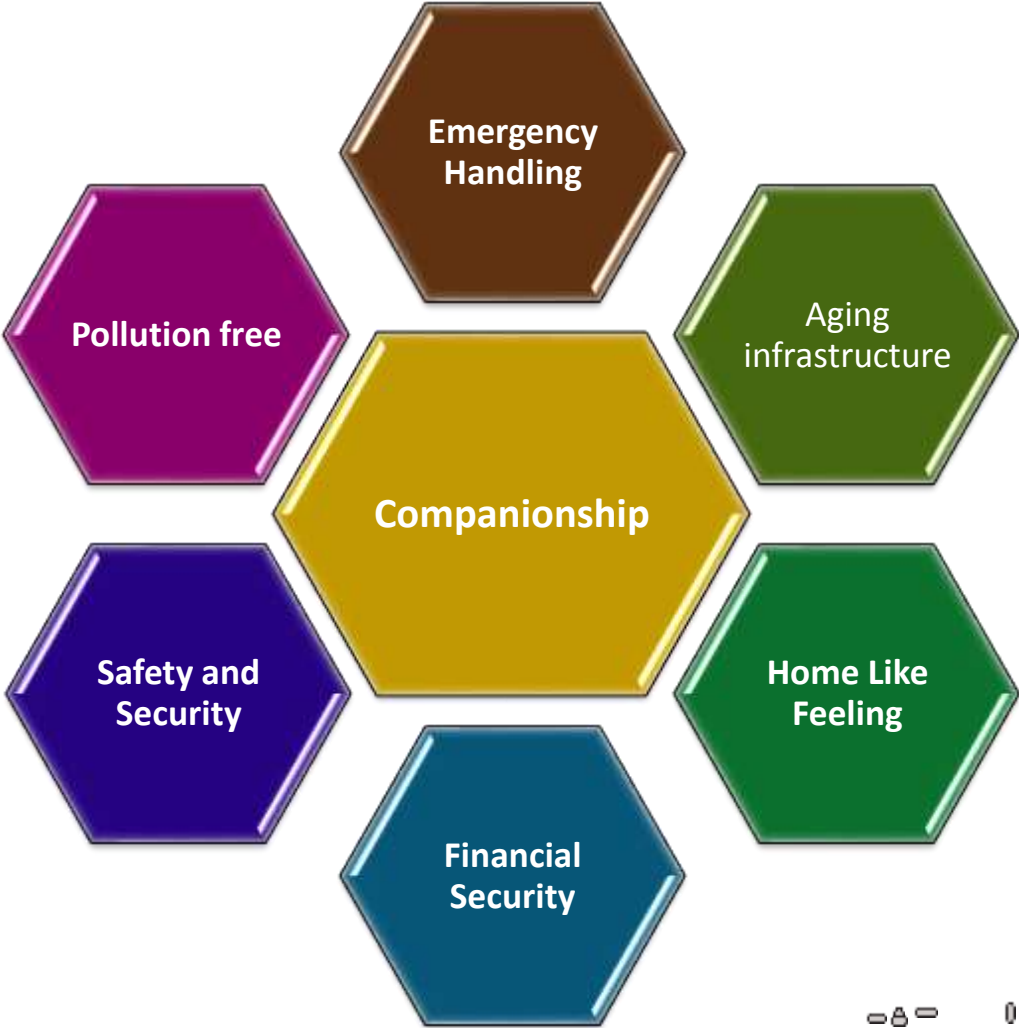 Emergency
Handling
Pollution free
Aging
infrastructure
Companionship
Safety and
Security
Home Like
Feeling
Financial
Security